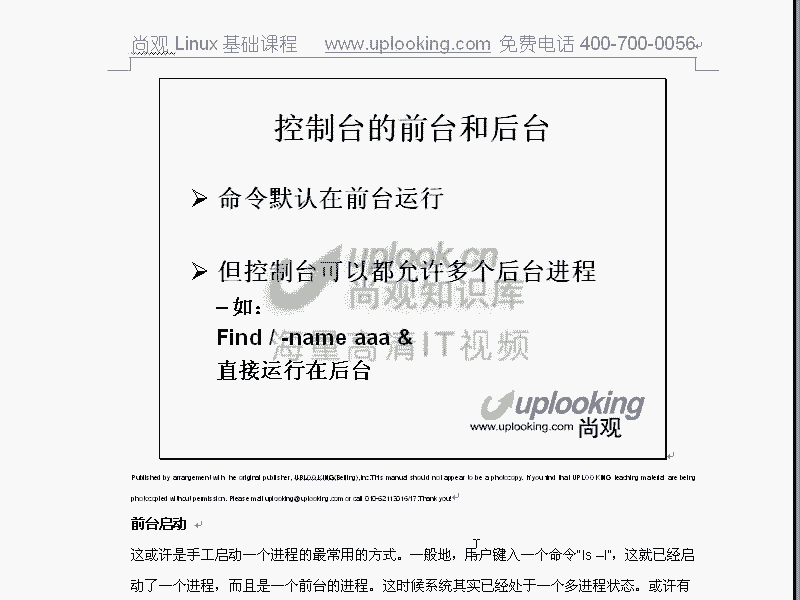 尚观 Linux 基础课程 www.uplooking.com 免费电话 400-700-0056
控制台的前台和后台
➢ 命令默认在前台运行
➢ 但控制台可以都允许多个后台进程
– 如：
Find / -name aaa &
直接运行在后台
uplook.cn
尚观知识库
海量高清IT视频
uplooking
www.uplooking.com 尚观
Published by arrangement with the original publisher, UPLOOKING(Beijing),Inc.This manual should not appear to be a photocopy. If you find that UPLOOKING teaching material are being
photocopied without permission. Please mail uplooking@uplooking.com or call 010-62113016/17.Thank you!
前台启动
这或许是手工启动一个进程的最常用的方式。一般地，用户键入一个命令“ls –l”，这就已经启
动了一个进程，而且是一个前台的进程。这时候系统其实已经处于一个多进程状态。或许有